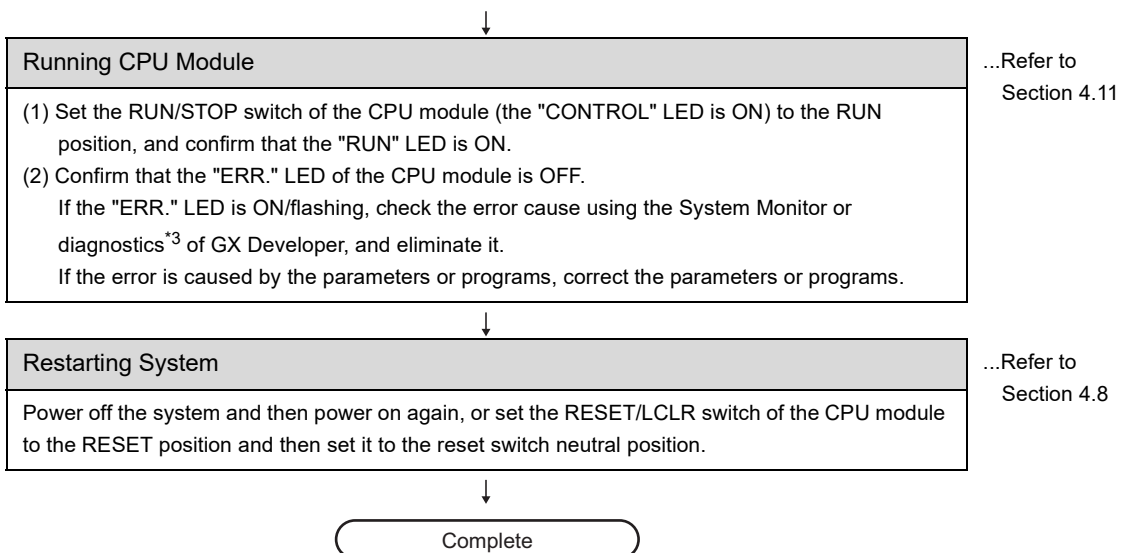 Running CPU Module
...Refer to
Section 4.11
(1) Set the RUN/STOP switch of the CPU module (the "CONTROL" LED is ON) to the RUN
position, and confirm that the "RUN" LED is ON.
(2) Confirm that the "ERR." LED of the CPU module is OFF.
If the "ERR." LED is ON/flashing, check the error cause using the System Monitor or
diagnostics*3 of GX Developer, and eliminate it.
If the error is caused by the parameters or programs, correct the parameters or programs.
Restarting System
...Refer to
Section 4.8
Power off the system and then power on again, or set the RESET/LCLR switch of the CPU module
to the RESET position and then set it to the reset switch neutral position.
Complete